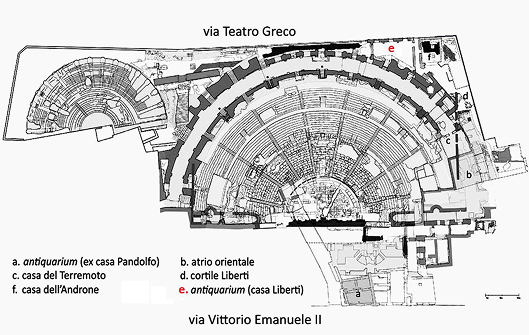 via Teatro Greco
e
f
d
c
b
a
a. antiquarium (ex casa Pandolfo) b. atrio orientale
c. casa del Terremoto d. cortile Liberti
f. casa dell'Androne e. antiquarium (casa Liberti)
via Vittorio Emanuele II